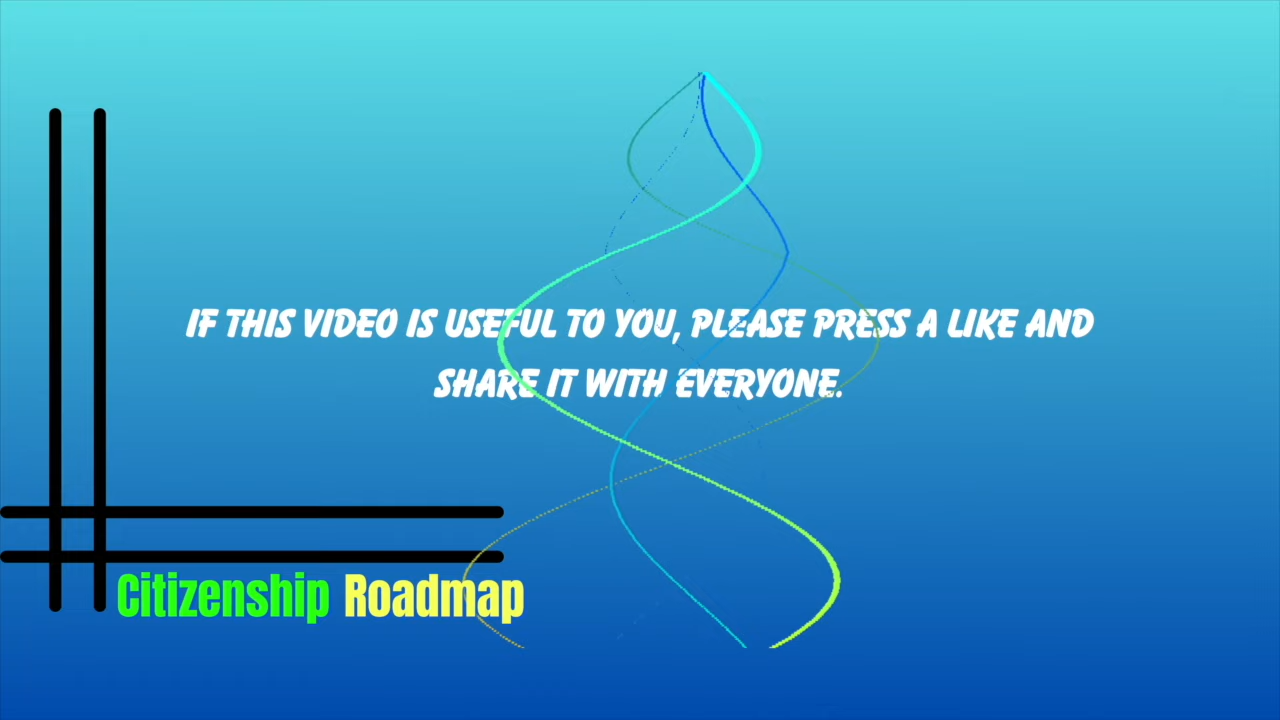 IF THIS VIDEO IS USEFUL TO YOU, PLEASE PRESS A LIKE AND
SHARE IT WITH EVERYONE.
Citizenship Roadmap